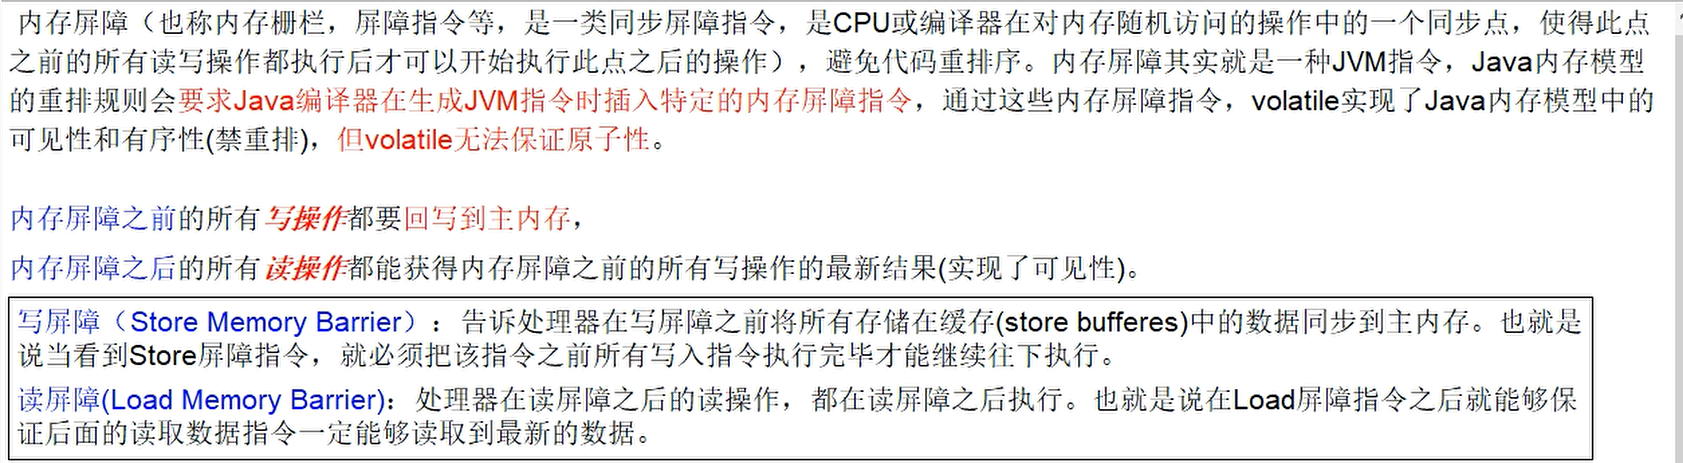 内存屏障（也称内存栅栏，屏障指令等，是一类同步屏障指令，是CPU或编译器在对内存随机访问的操作中的一个同步点，使得此点
之前的所有读写操作都执行后才可以开始执行此点之后的操作），避免代码重排序。内存屏障其实就是一种JVM指令，Java内存模型
的重排规则会要求Java编译器在生成JVM指令时插入特定的内存屏障指令，通过这些内存屏障指令，volatile实现了Java内存模型中的
可见性和有序性(禁重排)，但volatile无法保证原子性。
内存屏障之前的所有写操作都要回写到主内存，
内存屏障之后的所有读操作都能获得内存屏障之前的所有写操作的最新结果(实现了可见性)。
写屏障（Store Memory Barrier）：告诉处理器在写屏障之前将所有存储在缓存(store bufferes)中的数据同步到主内存。也就是
说当看到Store屏障指令，就必须把该指令之前所有写入指令执行完毕才能继续往下执行。
读屏障(Load Memory Barrier)：处理器在读屏障之后的读操作，都在读屏障之后执行。也就是说在Load屏障指令之后就能够保
证后面的读取数据指令一定能够读取到最新的数据。